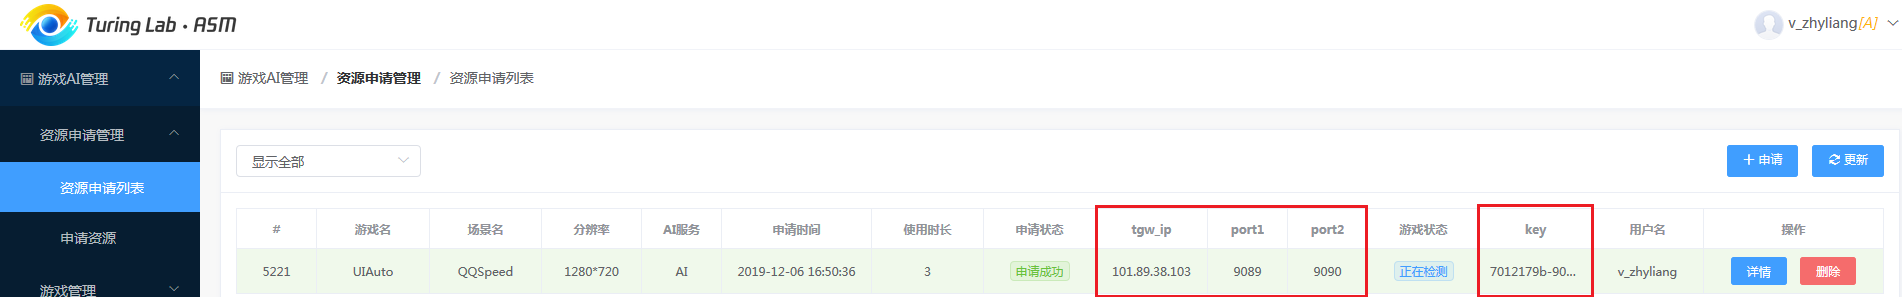 Turing Lab · ASM
v_zhyliang[A]
游戏AI管理
游戏AI管理 / 资源申请管理 / 资源申请列表
资源申请管理
显示全部
申请
更新
资源申请列表
申请资源
# 游戏名 场景名 分辨率 AI服务 申请时间 使用时长 申请状态 tgw_ip port1 port2 游戏状态 key 用户名 操作
5221 UIAuto QQSpeed 1280*720 AI 2019-12-06 16:50:36 3 申请成功 101.89.38.103 9089 9090 正在检测 7012179b-90... v_zhyliang 详情 删除
游戏管理